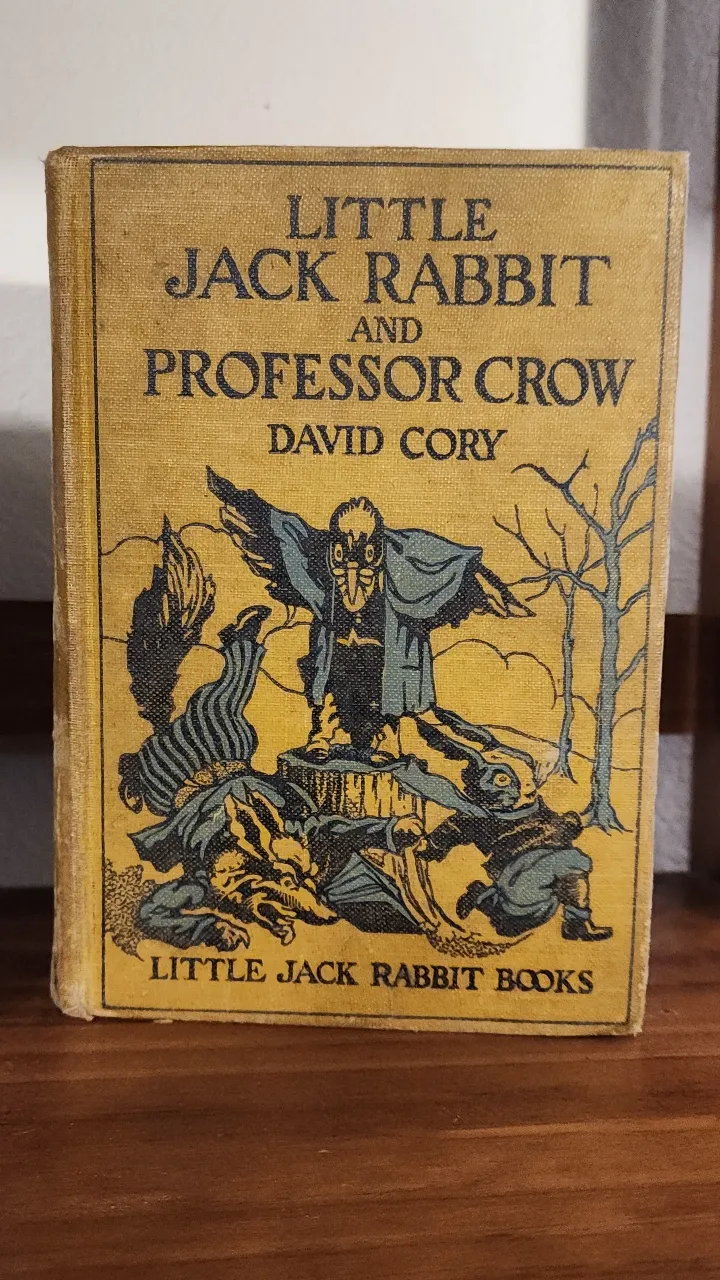 LITTLE
JACK RABBIT
AND
PROFESSOR CROW
DAVID CORY
LITTLE JACK RABBIT BOOKS